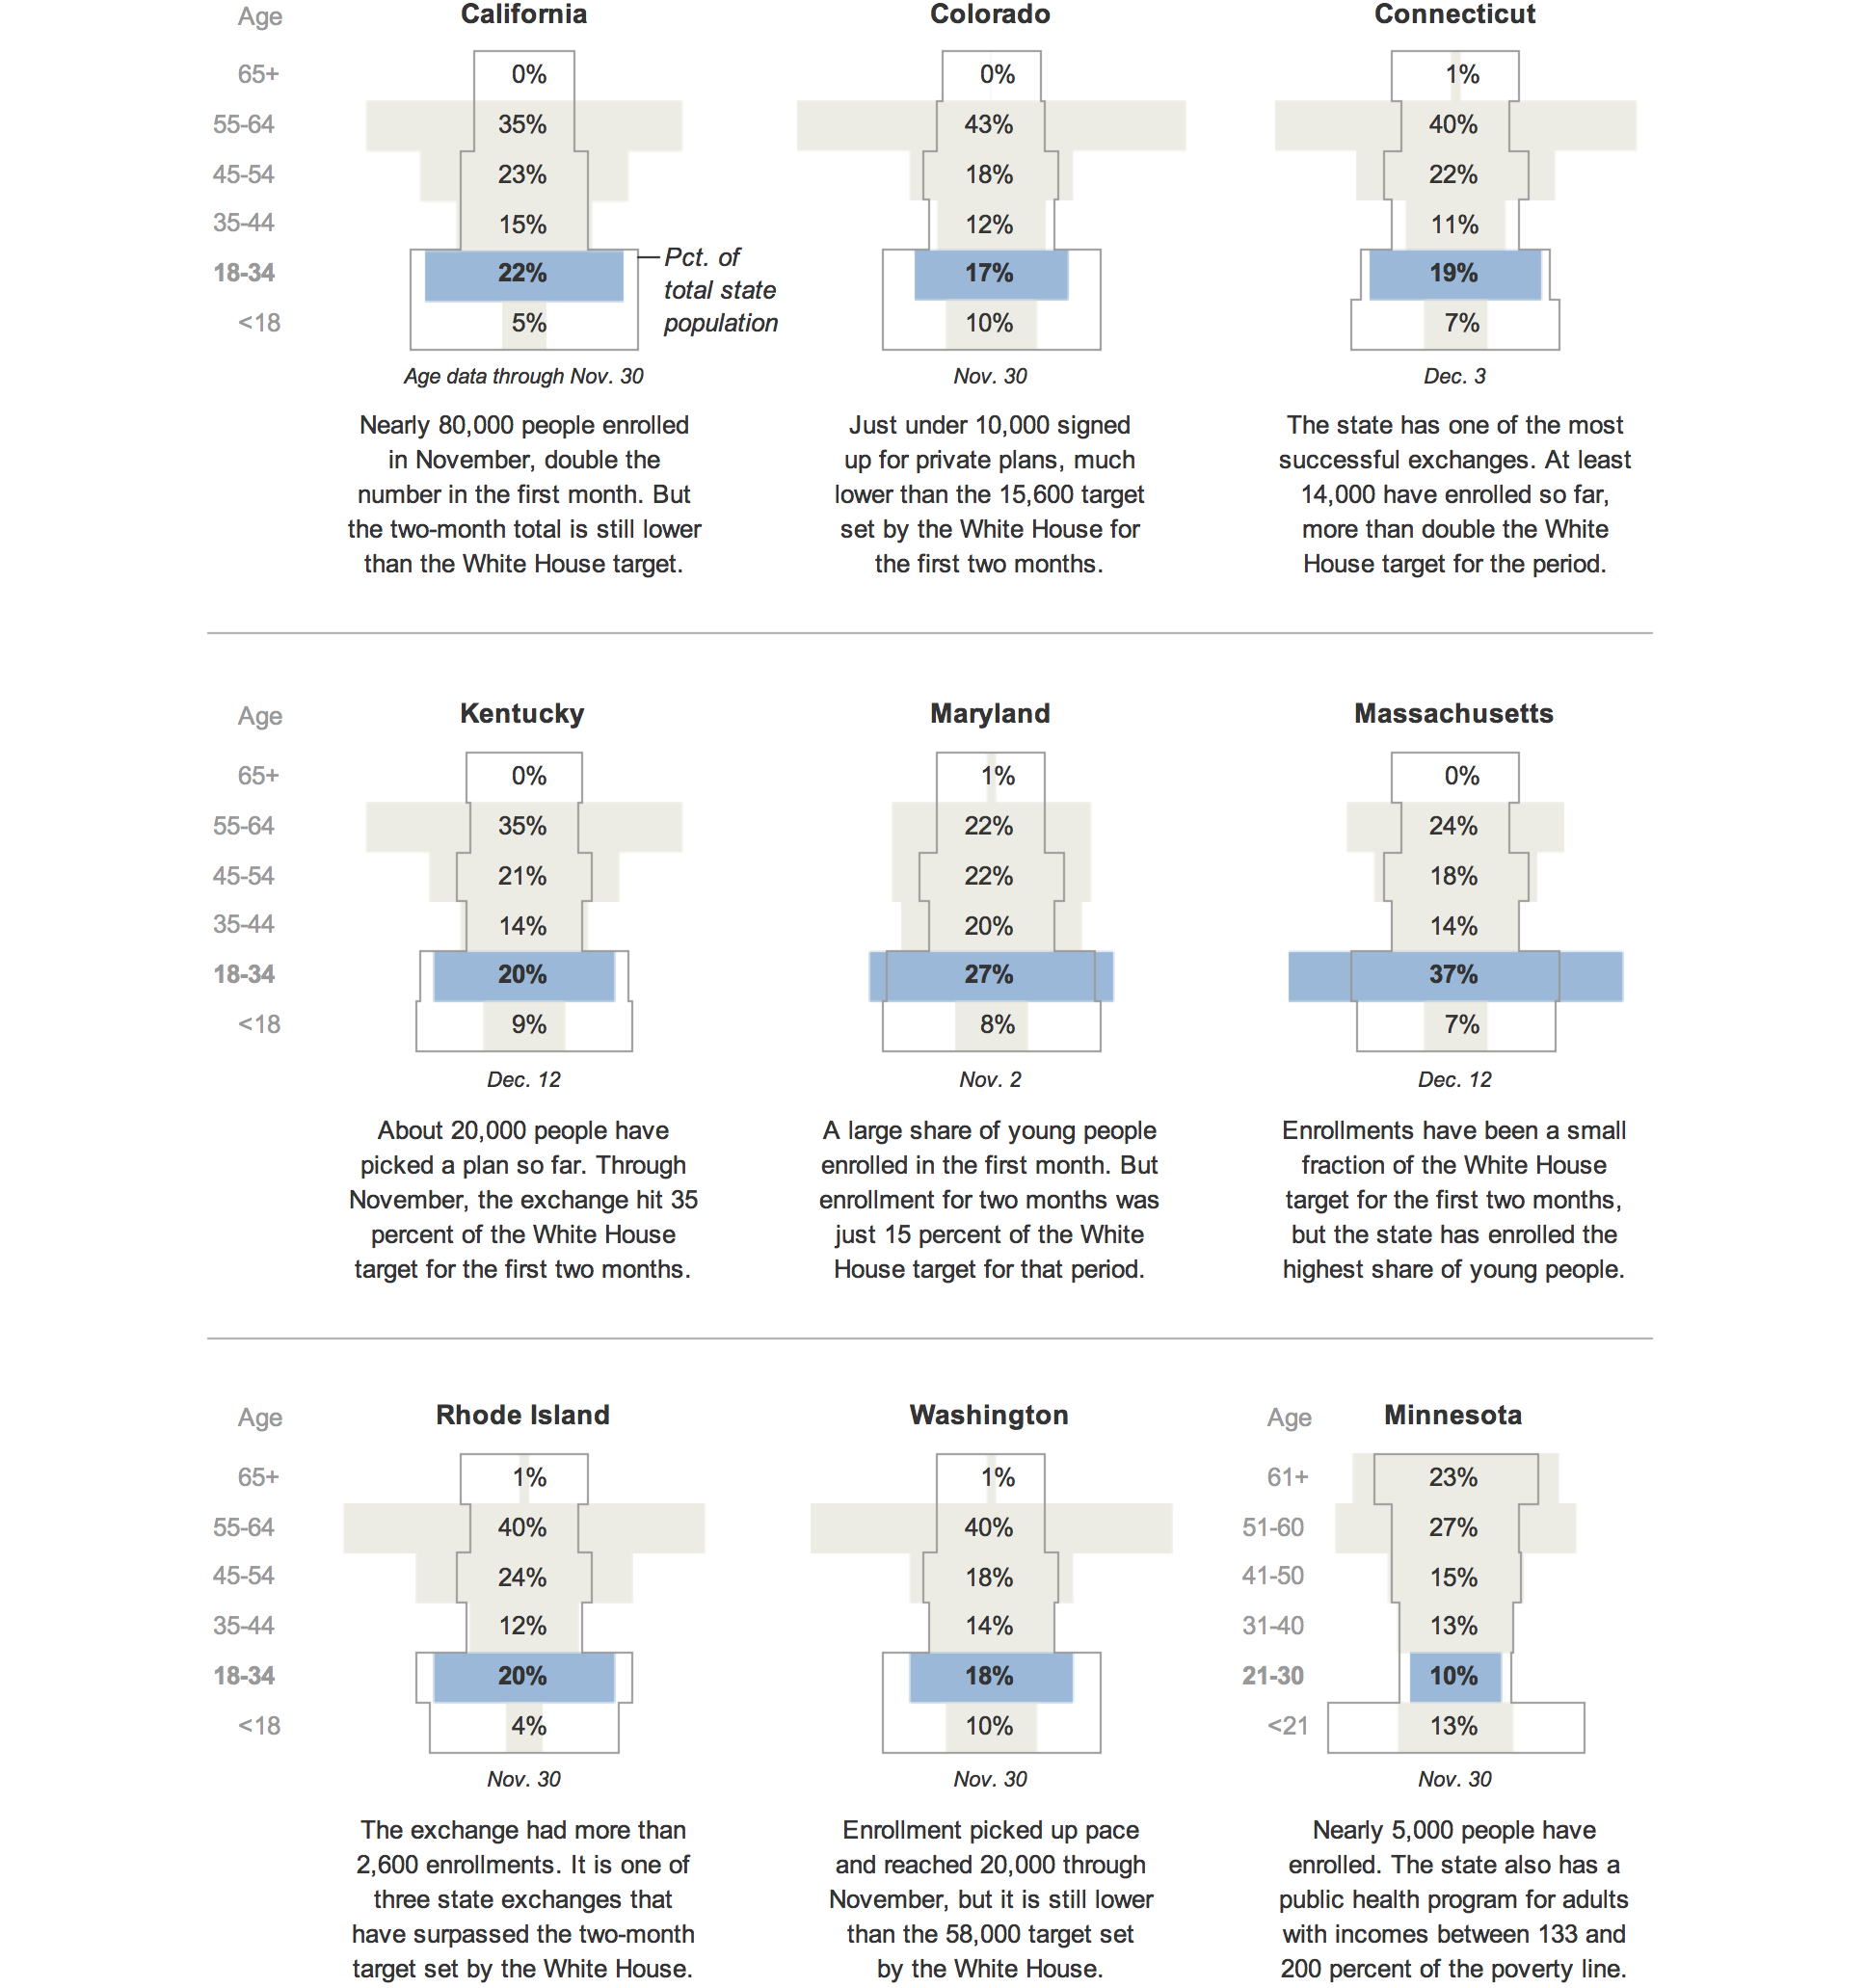 Age California Colorado Connecticut
65+ 0% 0% 1%
55-64 35% 43% 40%
45-54 23% 18% 22%
35-44 15% 12% 11%
18-34 22% 17% 19%
<18 5% 10% 7%
Pct. of
total state
population
Age data through Nov. 30 Nov. 30 Dec. 3
Nearly 80,000 people enrolled
in November, double the
number in the first month. But
the two-month total is still lower
than the White House target.
Just under 10,000 signed
up for private plans, much
lower than the 15,600 target
set by the White House for
the first two months.
The state has one of the most
successful exchanges. At least
14,000 have enrolled so far,
more than double the White
House target for the period.
Age Kentucky Maryland Massachusetts
65+ 0% 1% 0%
55-64 35% 22% 24%
45-54 21% 22% 18%
35-44 14% 20% 14%
18-34 20% 27% 37%
<18 9% 8% 7%
Dec. 12 Nov. 2 Dec. 12
About 20,000 people have
picked a plan so far. Through
November, the exchange hit 35
percent of the White House
target for the first two months.
A large share of young people
enrolled in the first month. But
enrollment for two months was
just 15 percent of the White
House target for that period.
Enrollments have been a small
fraction of the White House
target for the first two months,
but the state has enrolled the
highest share of young people.
Age Rhode Island Washington Age Minnesota
65+ 1% 1% 61+ 23%
55-64 40% 40% 51-60 27%
45-54 24% 18% 41-50 15%
35-44 12% 14% 31-40 13%
18-34 20% 18% 21-30 10%
<18 4% 10% <21 13%
Nov. 30 Nov. 30 Nov. 30
The exchange had more than
2,600 enrollments. It is one of
three state exchanges that
have surpassed the two-month
target set by the White House.
Enrollment picked up pace
and reached 20,000 through
November, but it is still lower
than the 58,000 target set
by the White House.
Nearly 5,000 people have
enrolled. The state also has a
public health program for adults
with incomes between 133 and
200 percent of the poverty line.